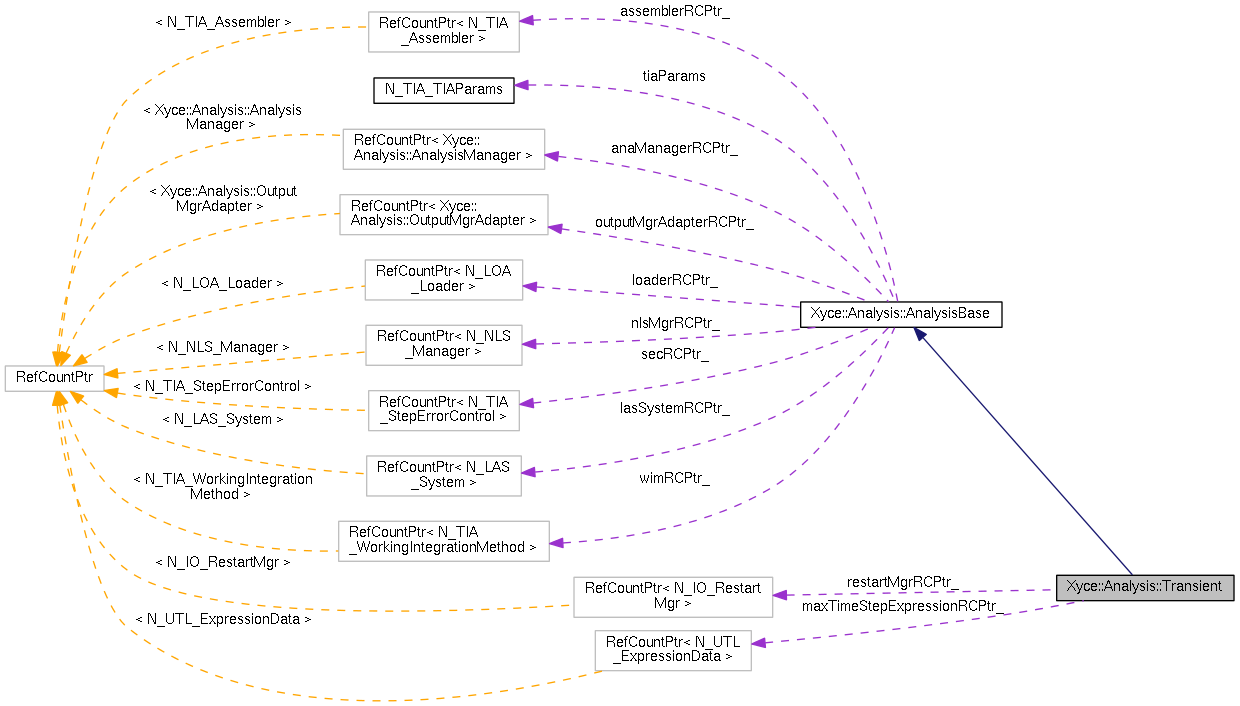 assemblerRCPtr_
< N_TIA_Assembler >
RefCountPtr< N_TIA
_Assembler >
tiaParams
N_TIA_TIAParams
< Xyce::Analysis::Analysis
Manager >
RefCountPtr< Xyce::
Analysis::AnalysisManager >
anaManagerRCPtr_
< Xyce::Analysis::Output
MgrAdapter >
RefCountPtr< Xyce::
Analysis::OutputMgrAdapter >
outputMgrAdapterRCPtr_
< N_LOA_Loader >
RefCountPtr< N_LOA
_Loader >
loaderRCPtr_
Xyce::Analysis::AnalysisBase
< N_NLS_Manager >
RefCountPtr< N_NLS
_Manager >
nlsMgrRCPtr_
secRCPtr_
RefCountPtr
< N_TIA_StepErrorControl >
RefCountPtr< N_TIA
_StepErrorControl >
< N_LAS_System >
lasSystemRCPtr_
RefCountPtr< N_LAS
_System >
< N_TIA_WorkingIntegration
Method >
wimRCPtr_
RefCountPtr< N_TIA
_WorkingIntegrationMethod >
< N_IO_RestartMgr >
RefCountPtr< N_IO_Restart
Mgr >
restartMgrRCPtr_
Xyce::Analysis::Transient
maxTimeStepExpressionRCPtr_
< N_UTL_ExpressionData >
RefCountPtr< N_UTL
_ExpressionData >